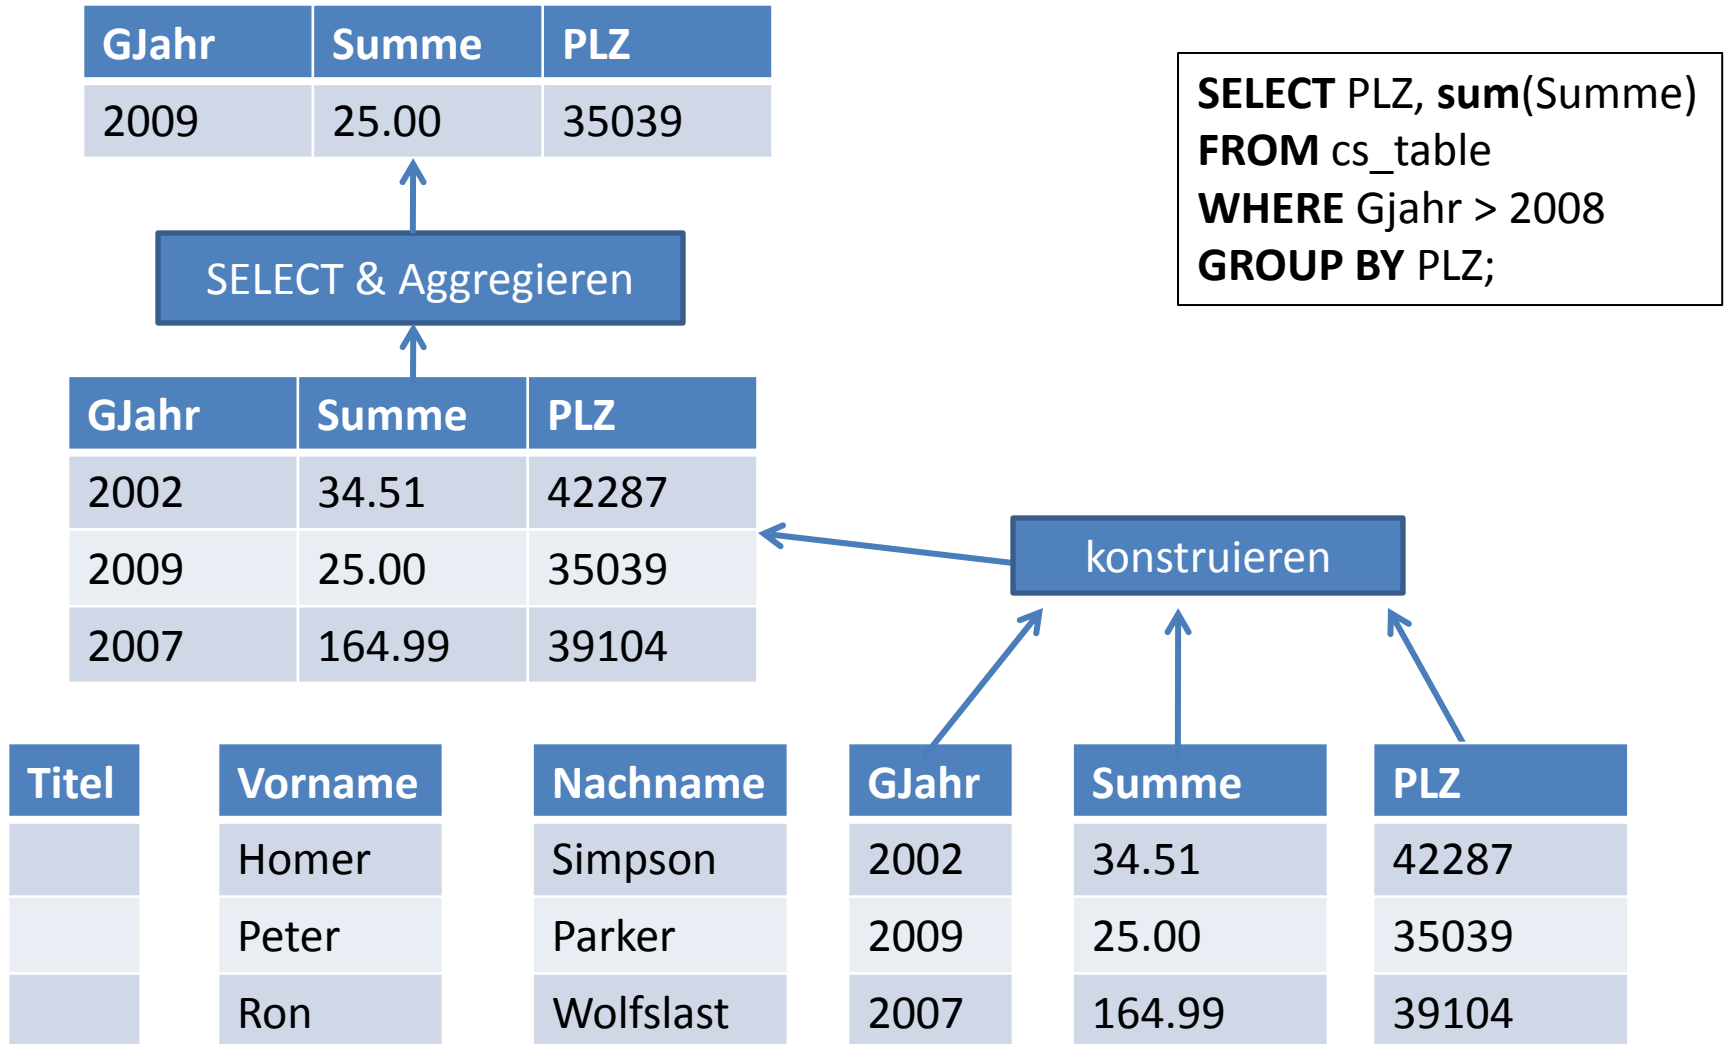 GJahr Summe PLZ
2009 25.00 35039
SELECT PLZ, sum(Summe)
FROM cs_table
WHERE Gjahr > 2008
GROUP BY PLZ;
SELECT & Aggregieren
GJahr Summe PLZ
2002 34.51 42287
2009 25.00 35039
2007 164.99 39104
konstruieren
Titel Vorname Nachname GJahr Summe PLZ
Homer Simpson 2002 34.51 42287
Peter Parker 2009 25.00 35039
Ron Wolfslast 2007 164.99 39104